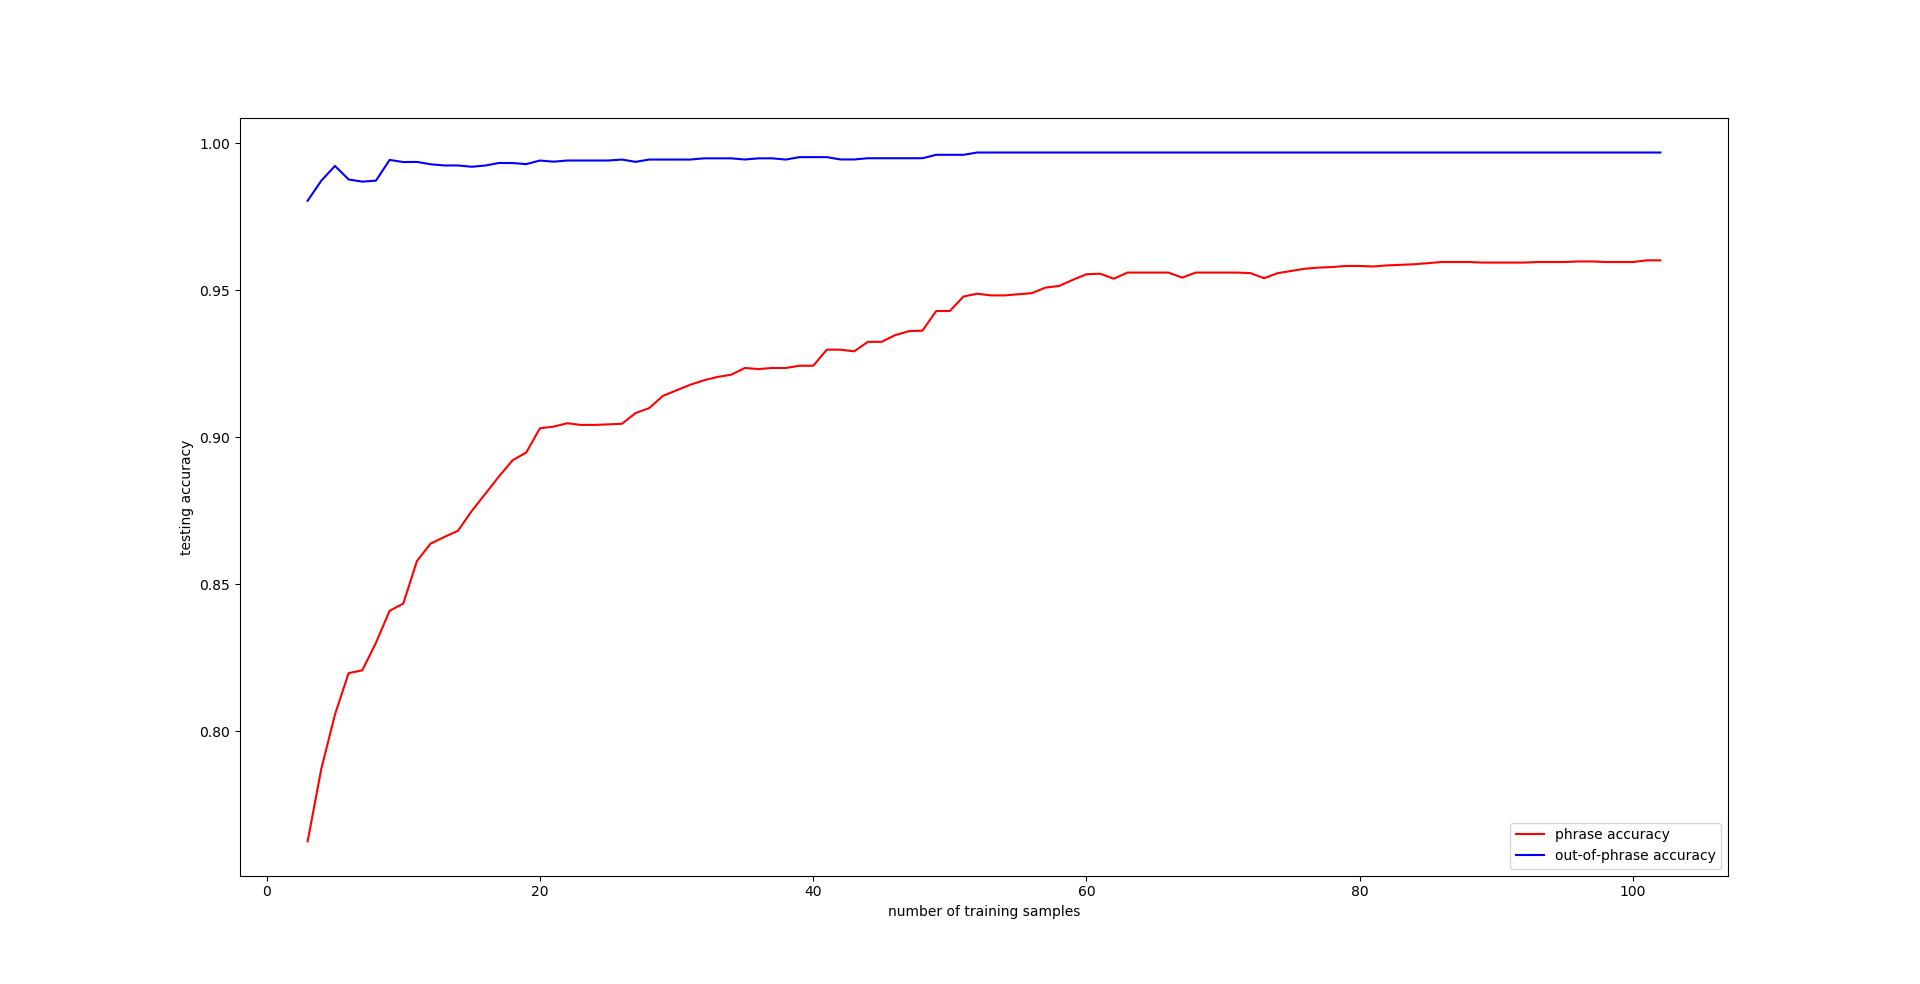 1.00
0.95
0.90
0.85
0.80
testing accuracy
0 20 40 60 80 100
number of training samples
phrase accuracy
out-of-phrase accuracy